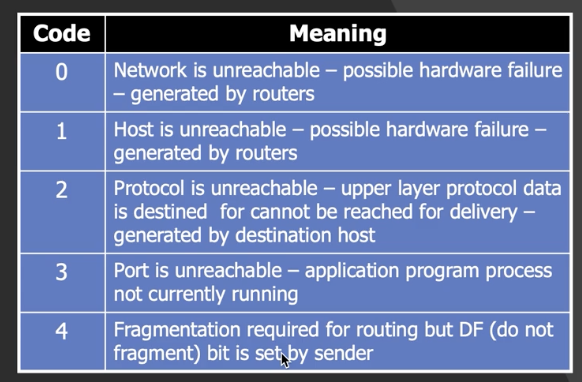 Code Meaning
0 Network is unreachable – possible hardware failure
– generated by routers
1 Host is unreachable – possible hardware failure –
generated by routers
2 Protocol is unreachable – upper layer protocol data
is destined for cannot be reached for delivery –
generated by destination host
3 Port is unreachable – application program process
not currently running
4 Fragmentation required for routing but DF (do not
fragment) bit is set by sender